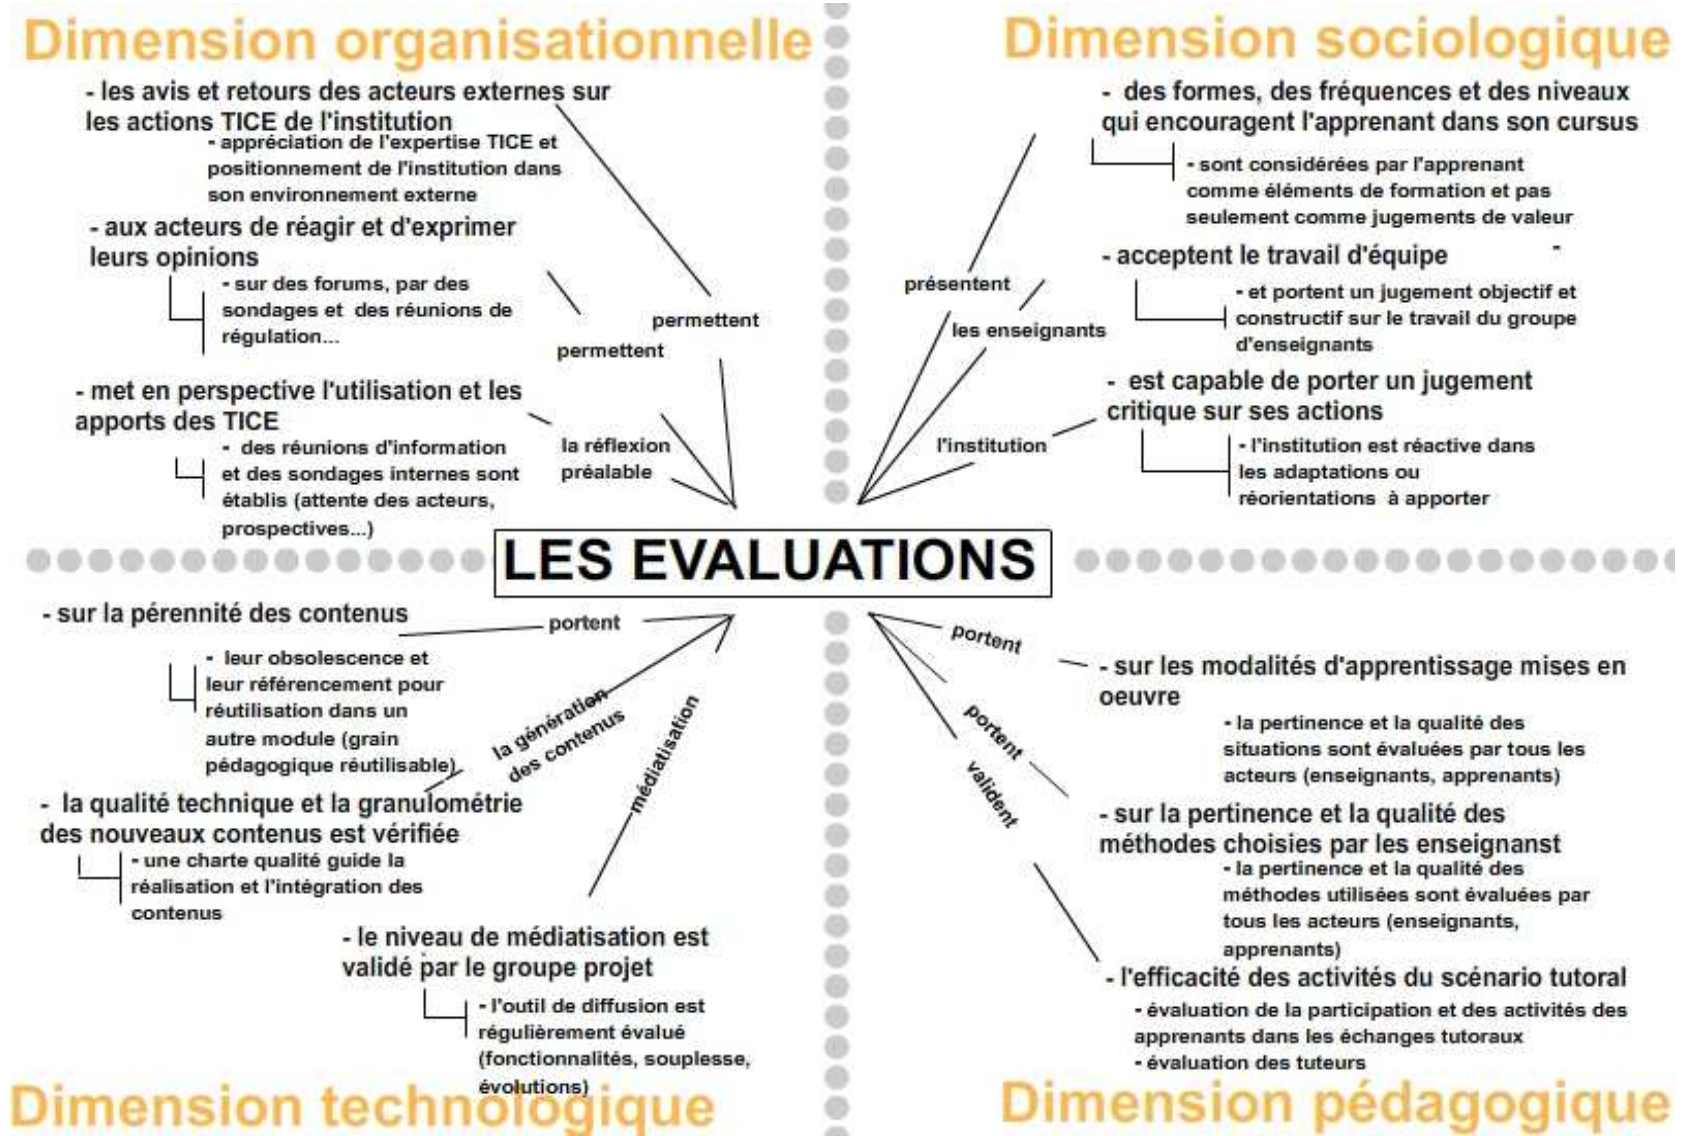 Dimension organisationnelle
- les avis et retours des acteurs externes sur
les actions TICE de l'institution
- appréciation de l'expertise TICE et
positionnement de l'institution dans
son environnement externe
- aux acteurs de réagir et d'exprimer
leurs opinions
- sur des forums, par des
sondages et des réunions de
régulation...
permettent
permettent
- met en perspective l'utilisation et les
apports des TICE
- des réunions d'information
et des sondages internes sont
établis (attente des acteurs,
prospectives...)
la réflexion
préalable
Dimension sociologique
- des formes, des fréquences et des niveaux
qui encouragent l'apprenant dans son cursus
- sont considérées par l'apprenant
comme éléments de formation et pas
seulement comme jugements de valeur
présentent
- acceptent le travail d'équipe -
- et portent un jugement objectif et
constructif sur le travail du groupe
d'enseignants
les enseignants
- est capable de porter un jugement
critique sur ses actions
- l'institution est réactive dans
les adaptations ou
réorientations à apporter
l'institution
LES EVALUATIONS
- sur la pérennité des contenus
portent
- leur obsolescence et
leur référencement pour
réutilisation dans un
autre module (grain
pédagogique réutilisable)
la génération
des contenus
médiatisation
- la qualité technique et la granulométrie
des nouveaux contenus est vérifiée
- une charte qualité guide la
réalisation et l'intégration des
contenus
- le niveau de médiatisation est
validé par le groupe projet
- l'outil de diffusion est
régulièrement évalué
(fonctionnalités, souplesse,
évolutions)
Dimension technologique
portent
- sur les modalités d'apprentissage mises en
oeuvre
- la pertinence et la qualité des
situations sont évaluées par tous les
acteurs (enseignants, apprenants)
portent
valident
- sur la pertinence et la qualité des
méthodes choisies par les enseignanst
- la pertinence et la qualité des
méthodes utilisées sont évaluées par
tous les acteurs (enseignants,
apprenants)
- l'efficacité des activités du scénario tutoral
- évaluation de la participation et des activités des
apprenants dans les échanges tutoraux
- évaluation des tuteurs
Dimension pédagogique